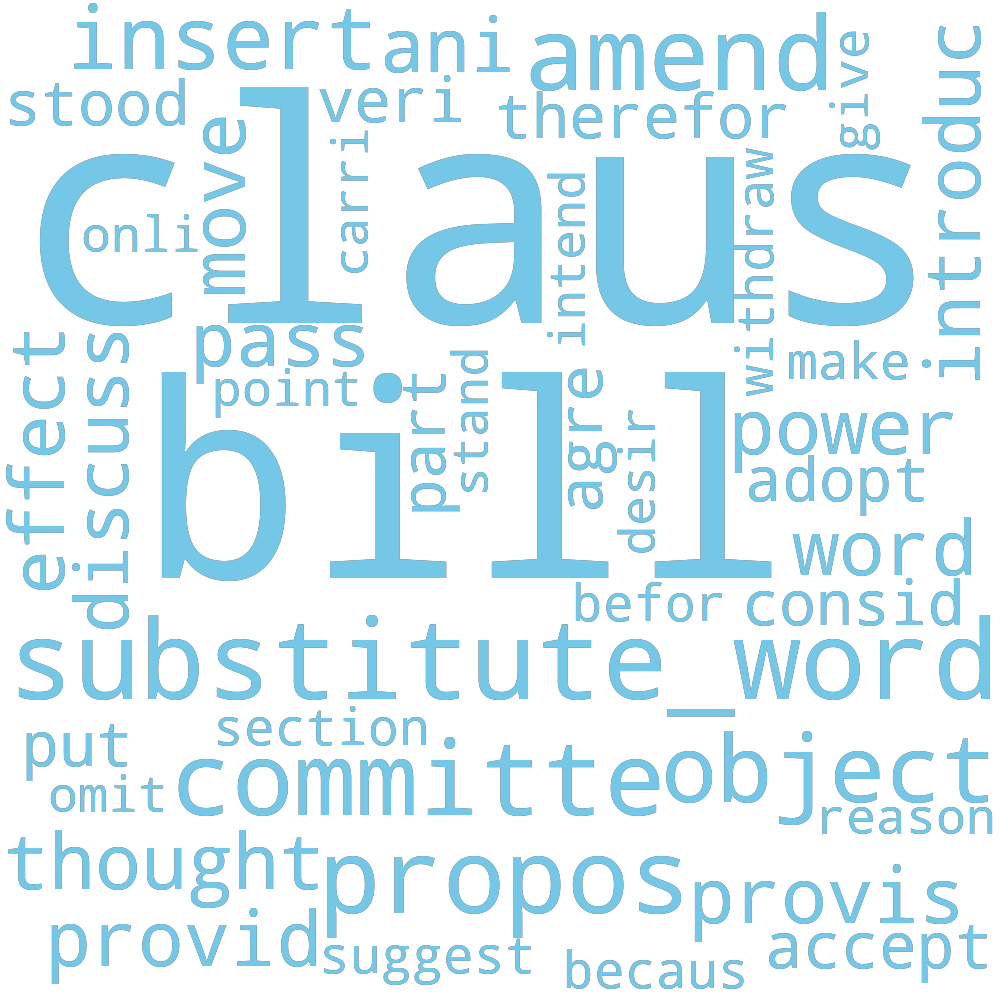 insert
ani
amend
give
introduc
stood
veri
therefor
claus
move
carri
onli
intend
withdraw
pass
make
effect
discuss
point
part
stand
agre
desir
power
adopt
bill
word
befor
consid
substitute_word
put
section
committe
object
omit
reason
thought
propos
provis
provid
suggest
becaus
accept